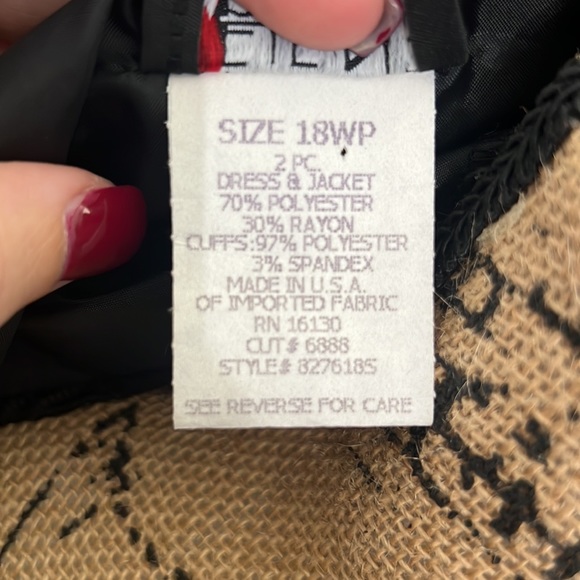 SIZE 18WP
2 PC.
DRESS & JACKET
70% POLYESTER
30% RAYON
CUFFS:97% POLYESTER
3% SPANDEX
MADE IN U.S.A.
OF IMPORTED FABRIC
RN 16130
CUT# 6888
STYLE# 827618S
SEE REVERSE FOR CARE